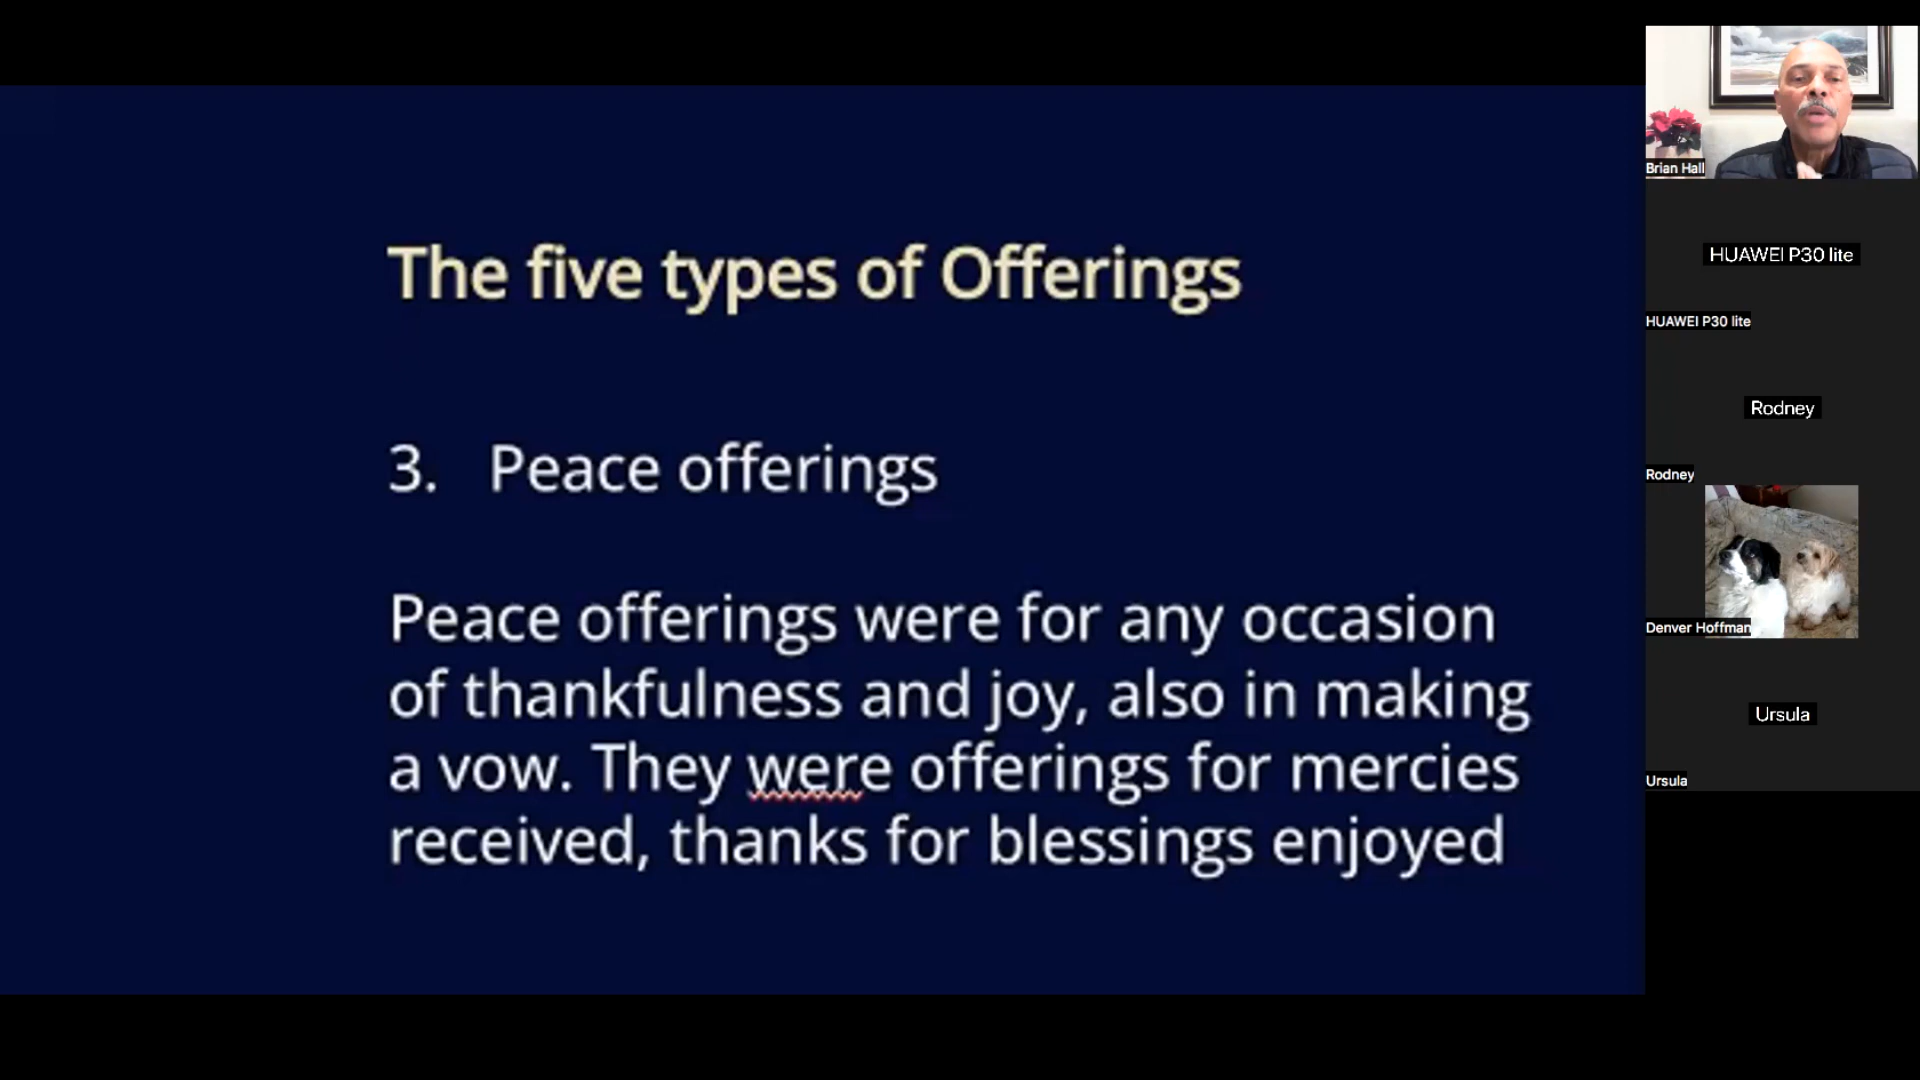 The five types of Offerings
3. Peace offerings
Peace offerings were for any occasion
of thankfulness and joy, also in making
a vow. They were offerings for mercies
received, thanks for blessings enjoyed
Brian Hall
HUAWEI P30 lite
HUAWEI P30 lite
Rodney
Rodney
Denver Hoffman
Ursula
Ursula